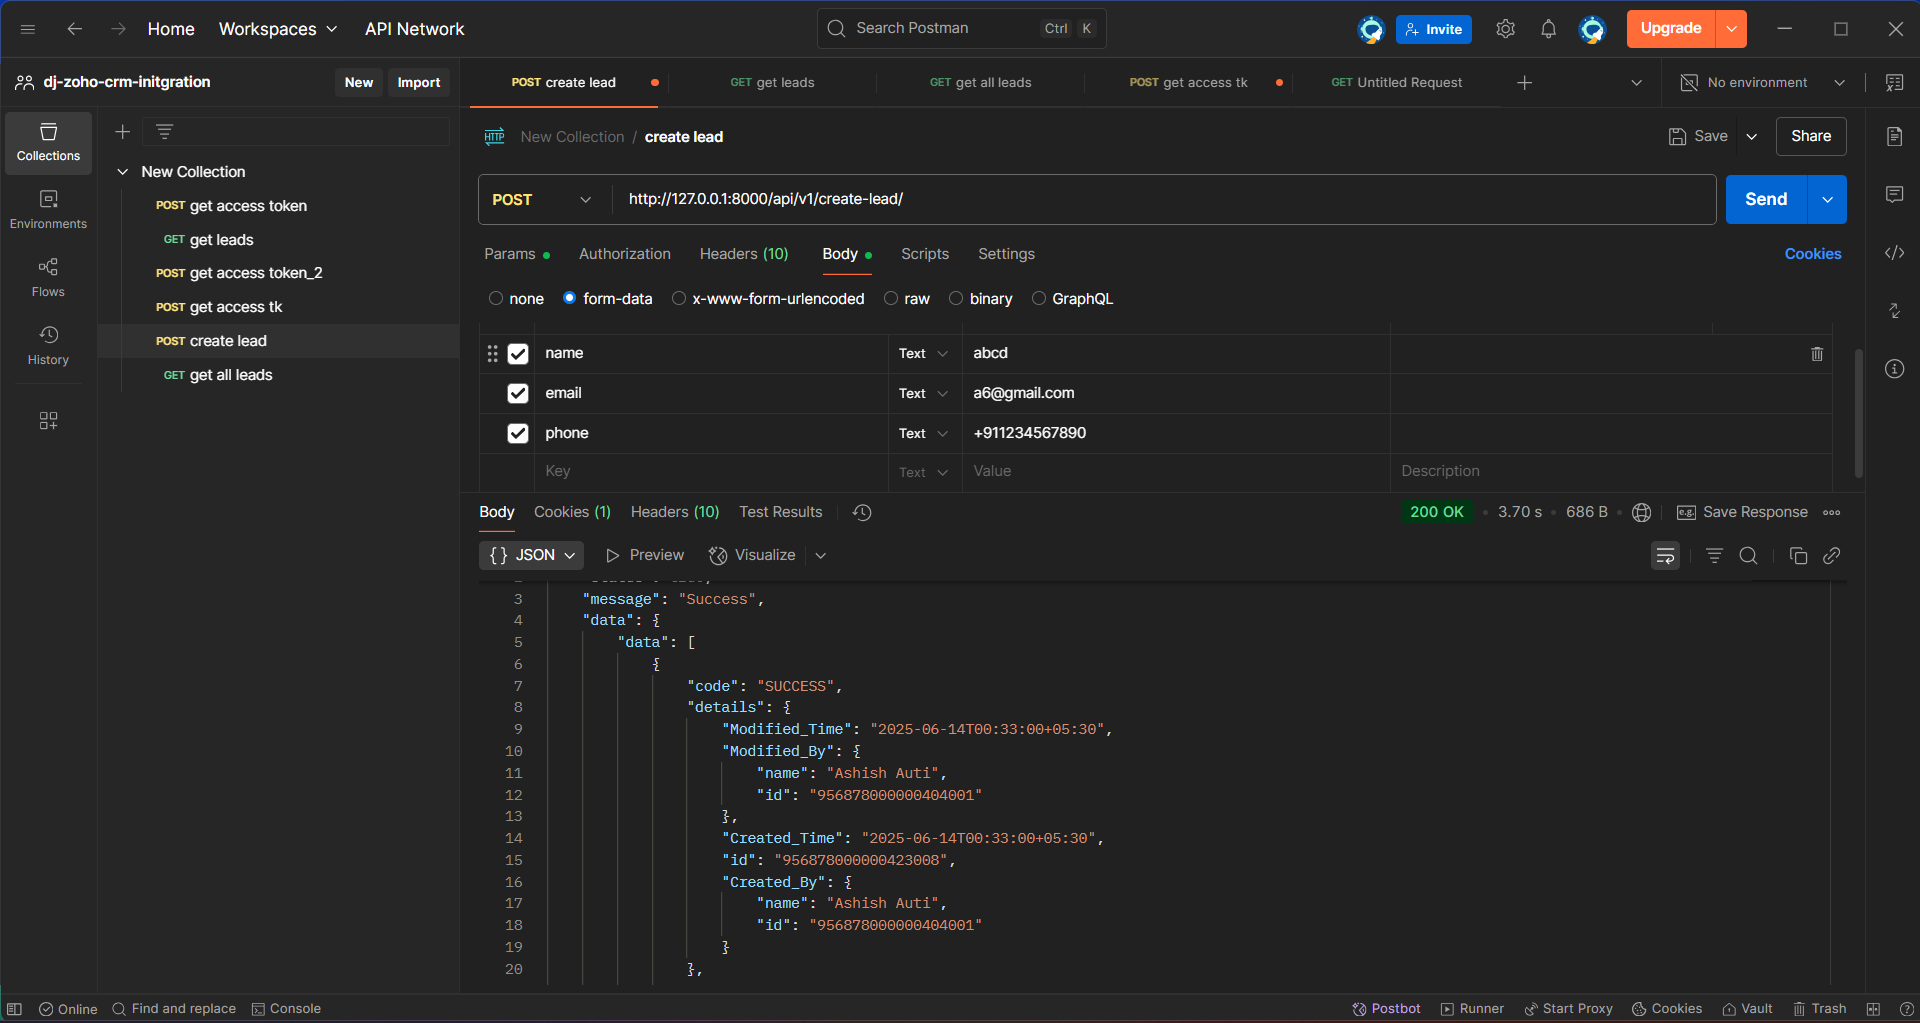 Home
Workspaces
API Network
Search Postman
Ctrl
K
Invite
Upgrade
dj-zoho-crm-initgration
New
Import
POST create lead
GET get leads
GET get all leads
POST get access tk
GET Untitled Request
No environment
Collections
Environments
Flows
History
New Collection
POST get access token
GET get leads
POST get access token_2
POST get access tk
POST create lead
GET get all leads
HTTP
New Collection / create lead
Save
Share
POST
http://127.0.0.1:8000/api/v1/create-lead/
Send
Params
Authorization
Headers (10)
Body
Scripts
Settings
Cookies
none
form-data
x-www-form-urlencoded
raw
binary
GraphQL
name Text abcd
email Text a6@gmail.com
phone Text +911234567890
Key Text Value Description
Body
Cookies (1)
Headers (10)
Test Results
200 OK
3.70 s
686 B
e.g.
Save Response
{} JSON
Preview
Visualize
3 "message": "Success",
4 "data": {
5 "data": [
6 {
7 "code": "SUCCESS",
8 "details": {
9 "Modified_Time": "2025-06-14T00:33:00+05:30",
10 "Modified_By": {
11 "name": "Ashish Auti",
12 "id": "956878000000404001"
13 },
14 "Created_Time": "2025-06-14T00:33:00+05:30",
15 "id": "956878000000423008",
16 "Created_By": {
17 "name": "Ashish Auti",
18 "id": "956878000000404001"
19 }
20 },
Online
Find and replace
Console
Postbot
Runner
Start Proxy
Cookies
Vault
Trash